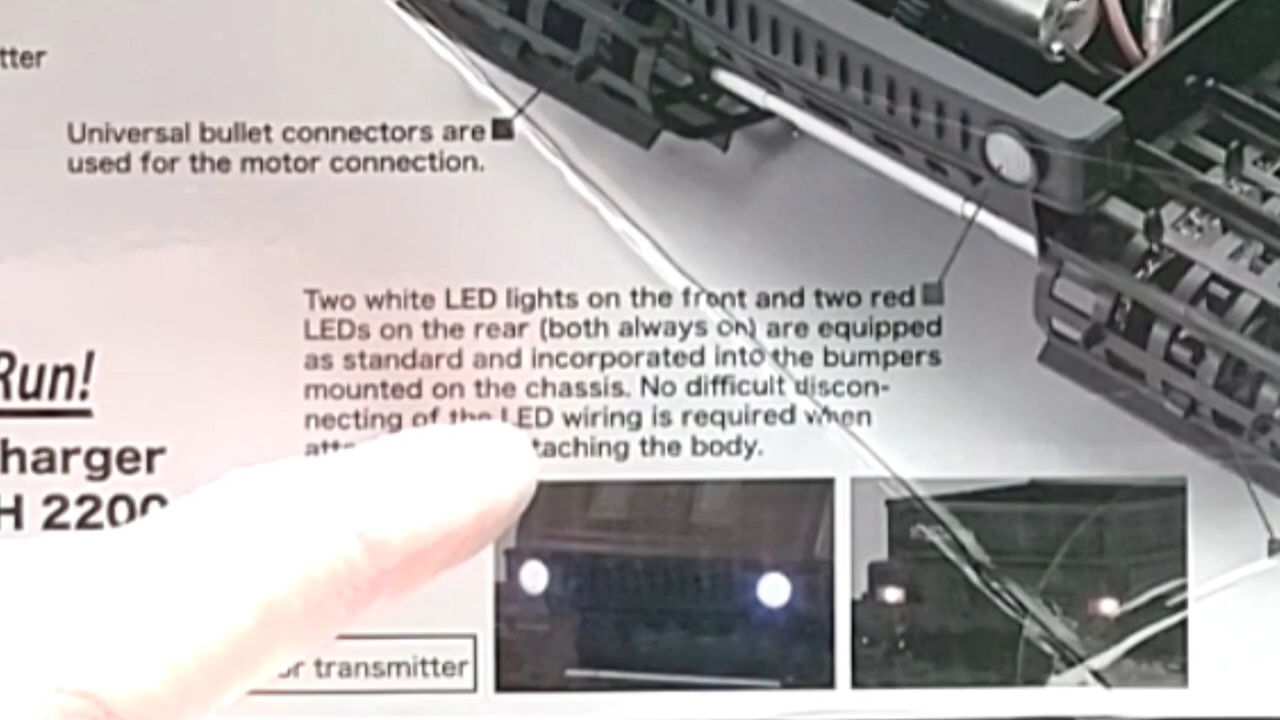 tter
Universal bullet connectors are
used for the motor connection.
Two white LED lights on the front and two red
LEDs on the rear (both always on) are equipped
as standard and incorporated into the bumpers
mounted on the chassis. No difficult discon-
necting of the LED wiring is required when
taching the body.
Run!
harger
H 2200
or transmitter